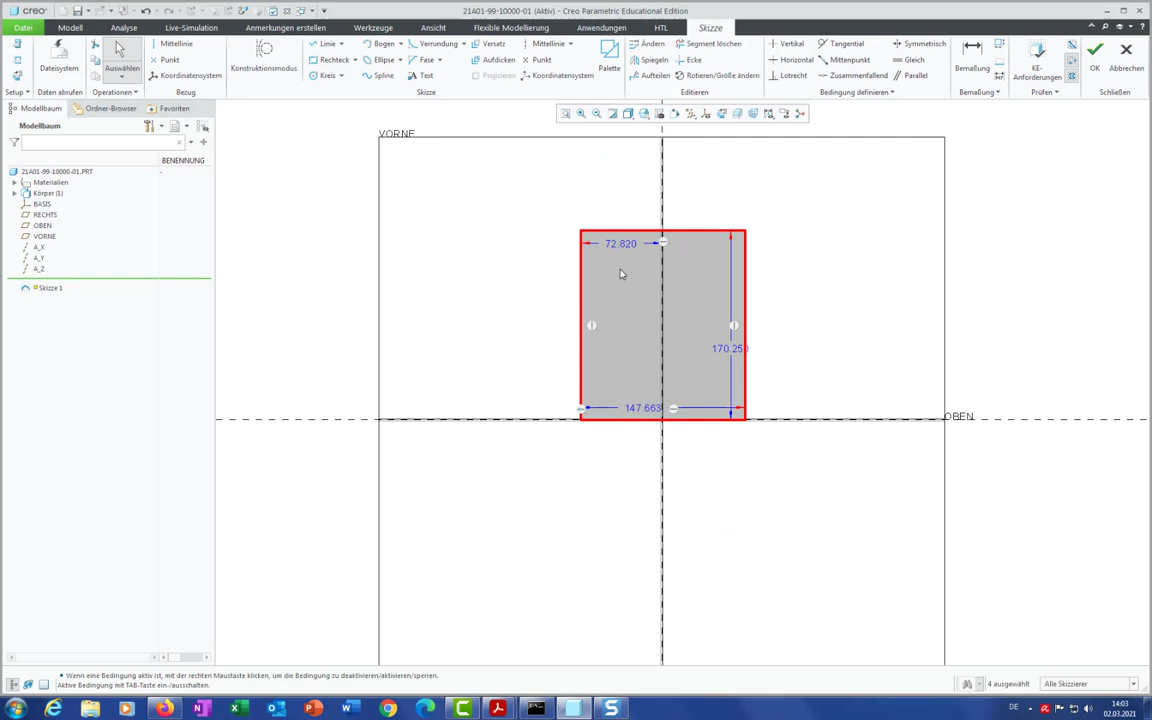 creo
21A01-99-10000-01 (Aktiv) - Creo Parametric Educational Edition
Datei Modell Analyse Live-Simulation Anmerkungen erstellen Werkzeuge Ansicht Flexible Modellierung Anwendungen HTL Skizze
Mittellinie Linie Bogen Verrundung Versatz Mittellinie Ändern Segment löschen Vertikal Tangential Symmetrisch
Punkt Rechteck Ellipse Fase Aufdicken Punkt Spiegeln Ecke Horizontal Mittenpunkt Gleich
Dateisystem Auswählen Koordinatensystem Konstruktionsmodus Kreis Spline Text Projizieren Koordinatensystem Palette Aufteilen Rotieren/Größe ändern Lotrecht Zusammenfallend Parallel Bemaßung KE-Anforderungen OK Abbrechen
Setup Daten abrufen Operationen Bezug Skizze Editieren Bedingung definieren Bemaßung Prüfen Schließen
Modellbaum Ordner-Browser Favoriten
Modellbaum
BENENNUNG
21A01-99-10000-01.PRT
Materialien
Körper (1)
BASIS
RECHTS
OBEN
VORNE
A_X
A_Y
A_Z
Skizze 1
VORNE
72.820
170.250
147.663
OBEN
Wenn eine Bedingung aktiv ist, mit der rechten Maustaste klicken, um die Bedingung zu deaktivieren/aktivieren/sperren.
Aktive Bedingung mit TAB-Taste ein-/ausschalten.
4 ausgewählt
Alle Skizzierer
DE
14:03
02.03.2021